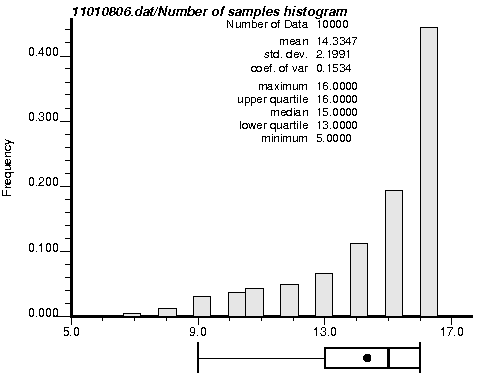 11010806.dat/Number of samples histogram
Number of Data 10000
mean 14.3347
std. dev. 2.1991
coef. of var 0.1534
maximum 16.0000
upper quartile 16.0000
median 15.0000
lower quartile 13.0000
minimum 5.0000
Frequency
0.400
0.300
0.200
0.100
0.000
5.0 9.0 13.0 17.0